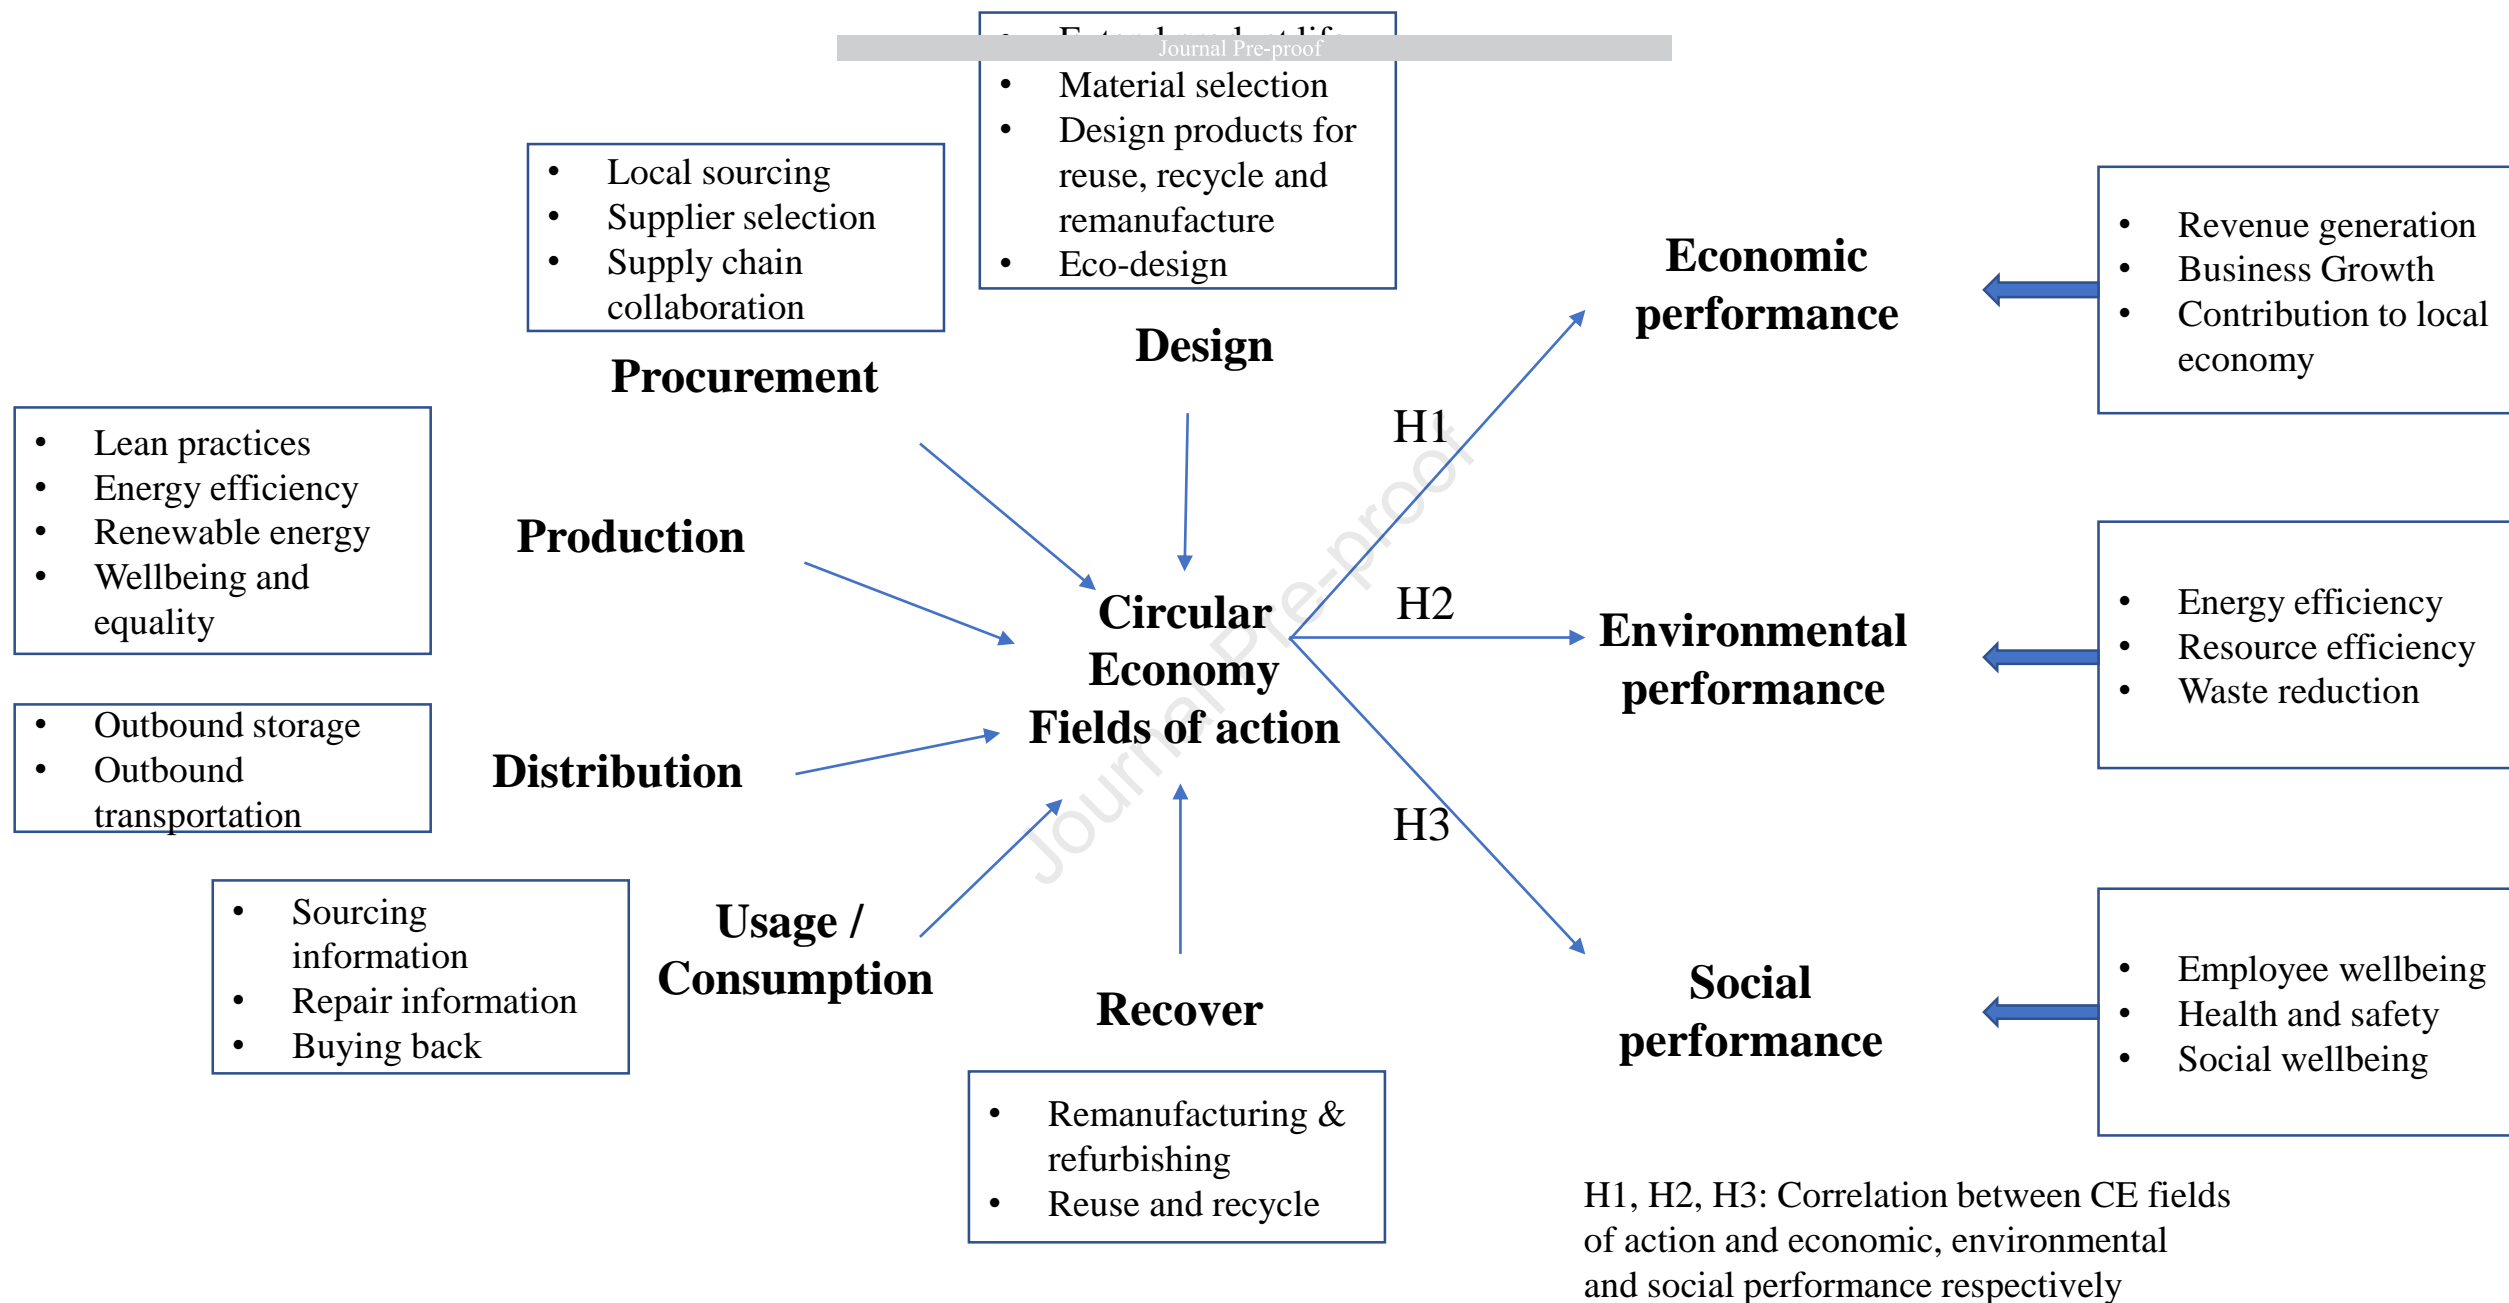 Journal Pre-proof
• Extend product life
• Material selection
• Design products for
reuse, recycle and
remanufacture
• Eco-design
Design
• Local sourcing
• Supplier selection
• Supply chain
collaboration
Procurement
• Lean practices
• Energy efficiency
• Renewable energy
• Wellbeing and
equality
Production
• Outbound storage
• Outbound
transportation
Distribution
• Sourcing
information
• Repair information
• Buying back
Usage /
Consumption
Recover
• Remanufacturing &
refurbishing
• Reuse and recycle
Circular
Economy
Fields of action
Journal Pre-proof
H1
H2
H3
Economic
performance
• Revenue generation
• Business Growth
• Contribution to local
economy
Environmental
performance
• Energy efficiency
• Resource efficiency
• Waste reduction
Social
performance
• Employee wellbeing
• Health and safety
• Social wellbeing
H1, H2, H3: Correlation between CE fields
of action and economic, environmental
and social performance respectively